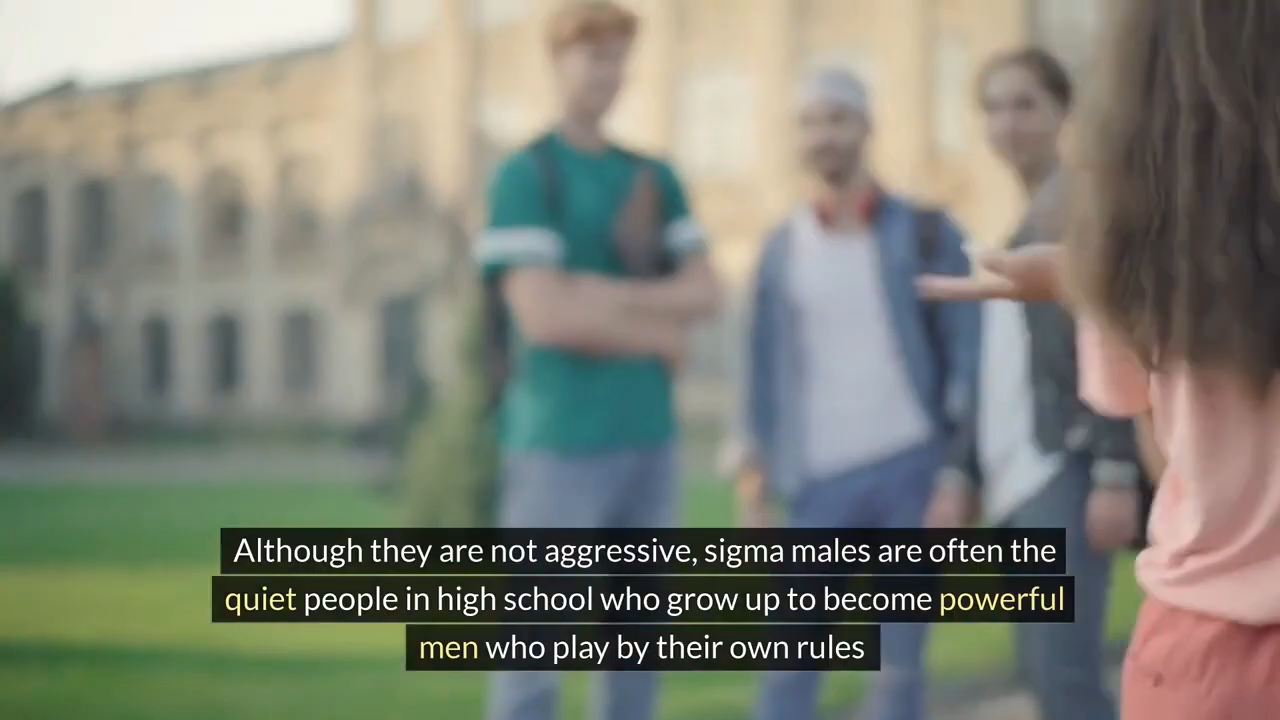 Although they are not aggressive, sigma males are often the
quiet people in high school who grow up to become powerful
men who play by their own rules